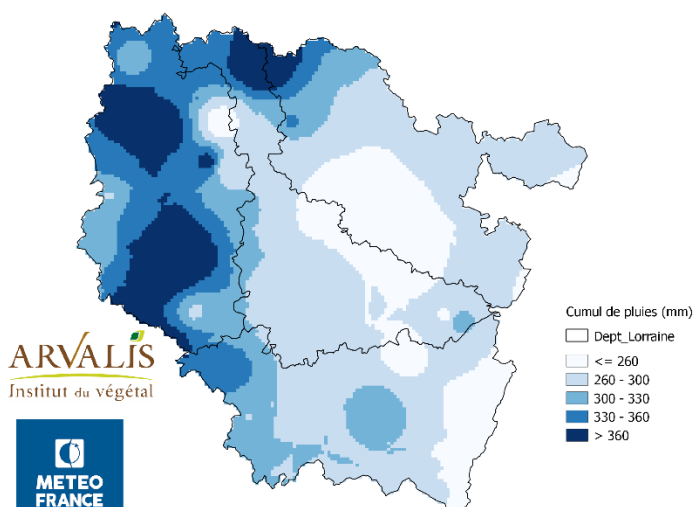 Cumul de pluies (mm)
Dept_Lorraine
<= 260
260 - 300
300 - 330
330 - 360
> 360
ARVALIS
Institut du végétal
METEO
FRANCE